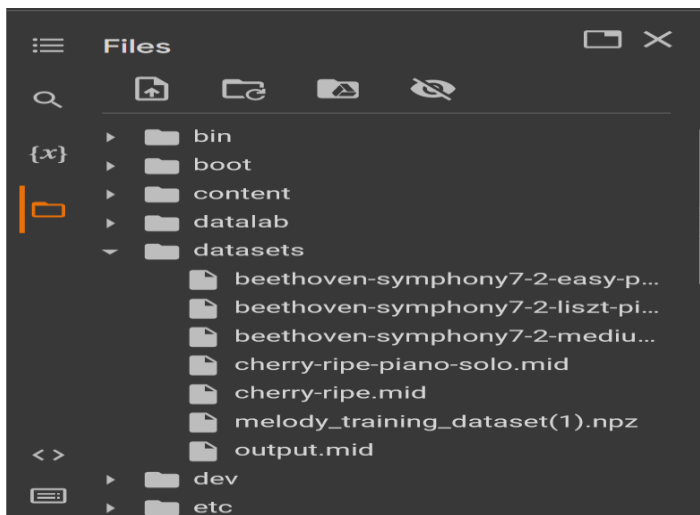 Files
{x}
bin
boot
content
datalab
datasets
beethoven-symphony7-2-easy-p...
beethoven-symphony7-2-liszt-pi...
beethoven-symphony7-2-mediu...
cherry-ripe-piano-solo.mid
cherry-ripe.mid
melody_training_dataset(1).npz
output.mid
< >
dev
etc